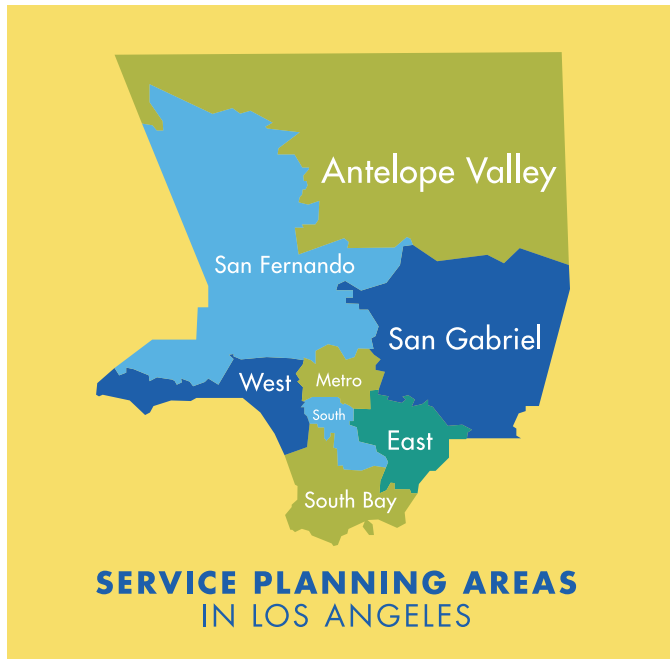 Antelope Valley
San Fernando
San Gabriel
West
Metro
South
East
South Bay
SERVICE PLANNING AREAS
IN LOS ANGELES